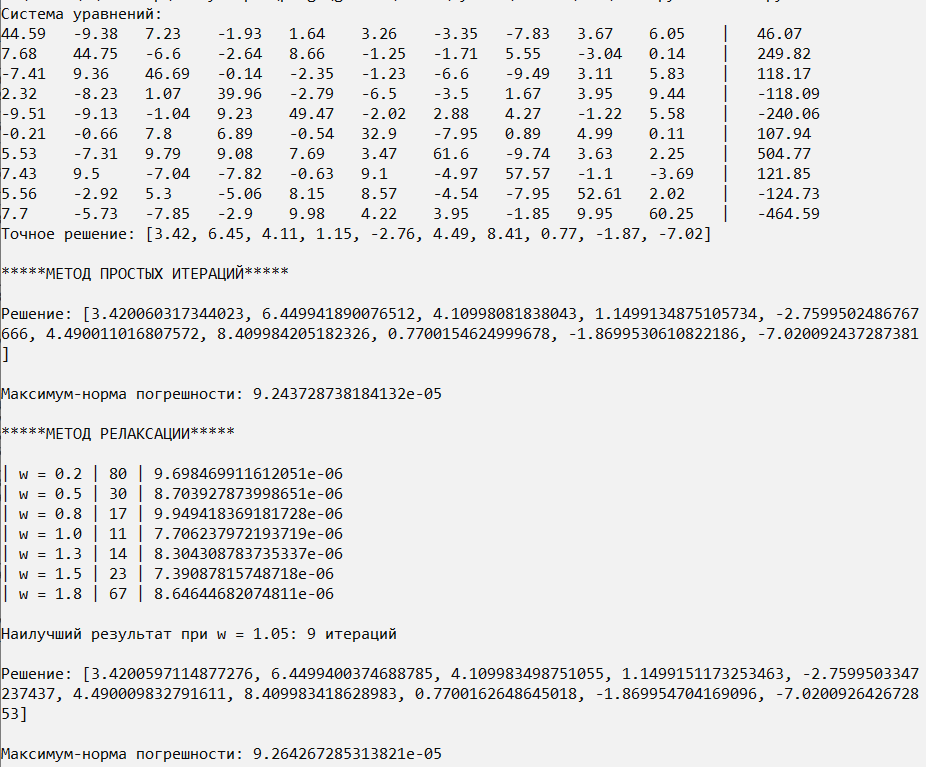 Система уравнений:
44.59 -9.38 7.23 -1.93 1.64 3.26 -3.35 -7.83 3.67 6.05 | 46.07
7.68 44.75 -6.6 -2.64 8.66 -1.25 -1.71 5.55 -3.04 0.14 | 249.82
-7.41 9.36 46.69 -0.14 -2.35 -1.23 -6.6 -9.49 3.11 5.83 | 118.17
2.32 -8.23 1.07 39.96 -2.79 -6.5 -3.5 1.67 3.95 9.44 | -118.09
-9.51 -9.13 -1.04 9.23 49.47 -2.02 2.88 4.27 -1.22 5.58 | -240.06
-0.21 -0.66 7.8 6.89 -0.54 32.9 -7.95 0.89 4.99 0.11 | 107.94
5.53 -7.31 9.79 9.08 7.69 3.47 61.6 -9.74 3.63 2.25 | 504.77
7.43 9.5 -7.04 -7.82 -0.63 9.1 -4.97 57.57 -1.1 -3.69 | 121.85
5.56 -2.92 5.3 -5.06 8.15 8.57 -4.54 -7.95 52.61 2.02 | -124.73
7.7 -5.73 -7.85 -2.9 9.98 4.22 3.95 -1.85 9.95 60.25 | -464.59
Точное решение: [3.42, 6.45, 4.11, 1.15, -2.76, 4.49, 8.41, 0.77, -1.87, -7.02]
*****МЕТОД ПРОСТЫХ ИТЕРАЦИЙ*****
Решение: [3.420060317344023, 6.449941890076512, 4.10998081838043, 1.1499134875105734, -2.7599502486767
666, 4.490011016807572, 8.409984205182326, 0.7700154624999678, -1.8699530610822186, -7.020092437287381
]
Максимум-норма погрешности: 9.243728738184132e-05
*****МЕТОД РЕЛАКСАЦИИ*****
| w = 0.2 | 80 | 9.698469911612051e-06
| w = 0.5 | 30 | 8.703927873998651e-06
| w = 0.8 | 17 | 9.949418369181728e-06
| w = 1.0 | 11 | 7.706237972193719e-06
| w = 1.3 | 14 | 8.304308783735337e-06
| w = 1.5 | 23 | 7.39087815748718e-06
| w = 1.8 | 67 | 8.64644682074811e-06
Наилучший результат при w = 1.05: 9 итераций
Решение: [3.4200597114877276, 6.4499400374688785, 4.109983498751055, 1.1499151173253463, -2.7599503347
237437, 4.490009832791611, 8.409983418628983, 0.7700162648645018, -1.869954704169096, -7.0200926426728
53]
Максимум-норма погрешности: 9.264267285313821e-05